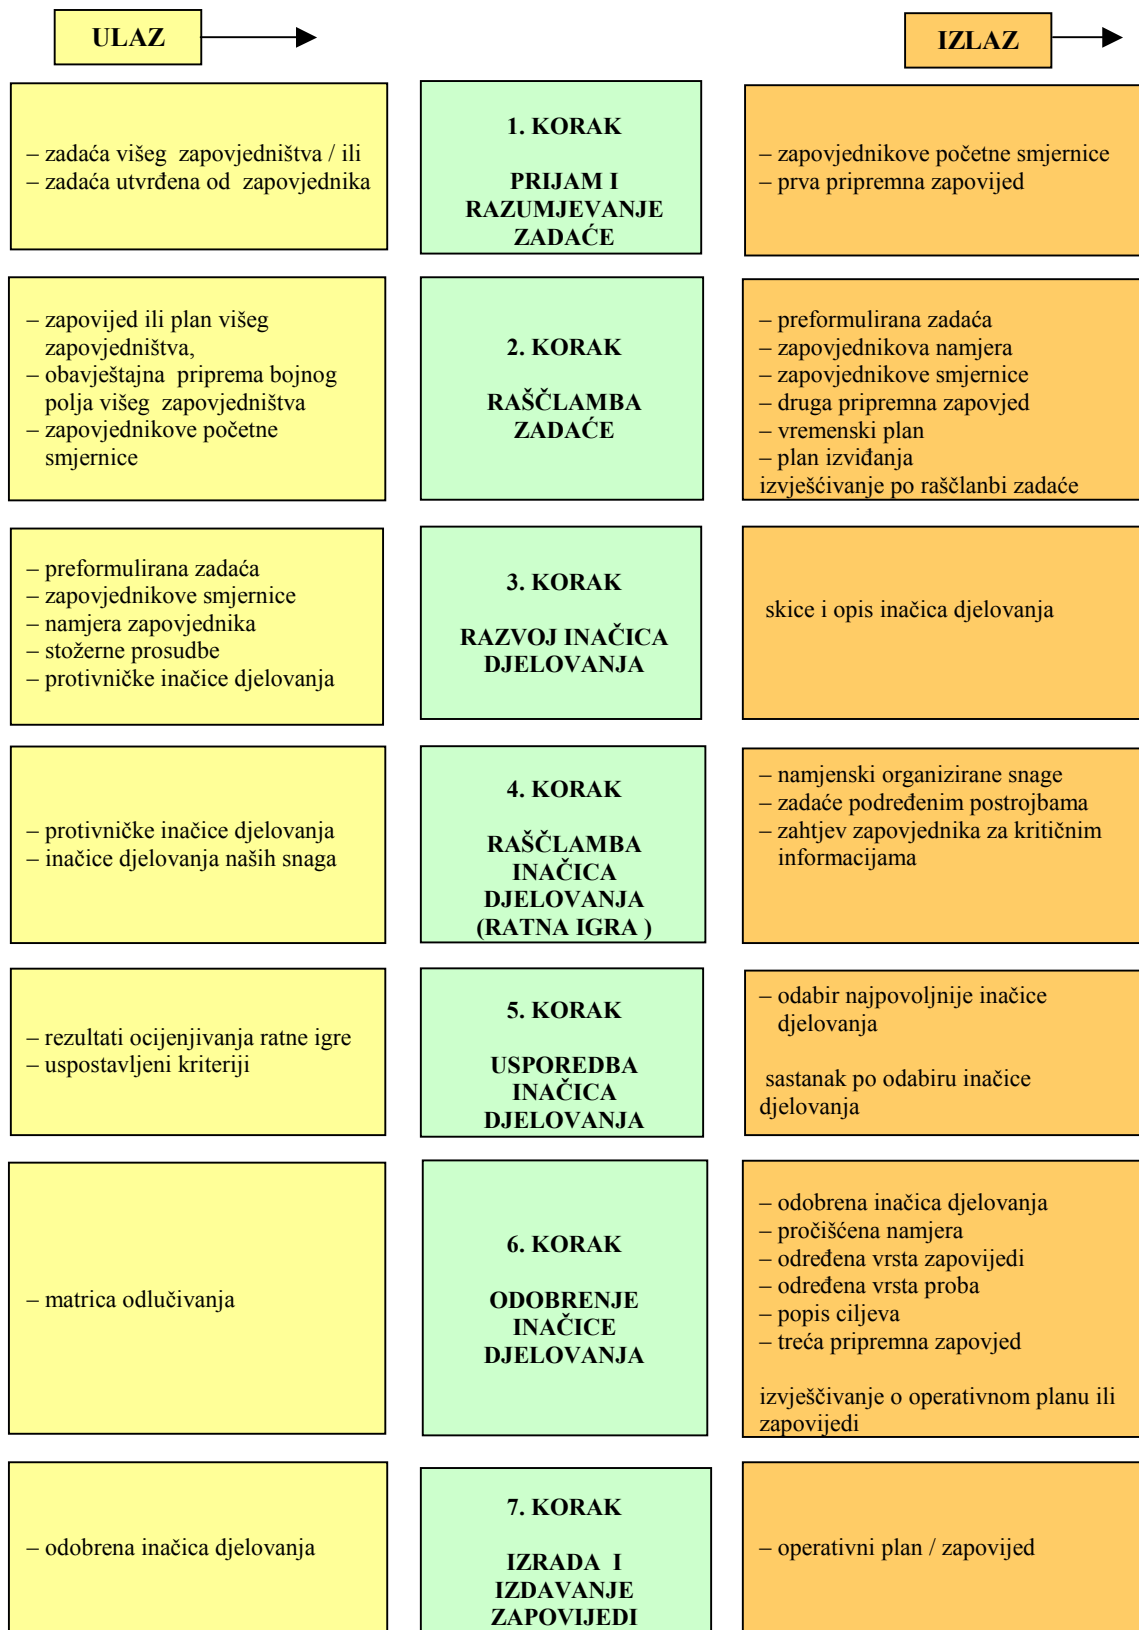 ULAZ
IZLAZ
– zadaća višeg zapovjedništva / ili
– zadaća utvrđena od zapovjednika
1. KORAK
PRIJAM I
RAZUMJEVANJE
ZADAĆE
– zapovjednikove početne smjernice
– prva pripremna zapovijed
– zapovijed ili plan višeg
zapovjedništva,
– obavještajna priprema bojnog
polja višeg zapovjedništva
– zapovjednikove početne
smjernice
2. KORAK
RAŠČLAMBA
ZADAĆE
– preformulirana zadaća
– zapovjednikova namjera
– zapovjednikove smjernice
– druga pripremna zapovjed
– vremenski plan
– plan izviđanja
izvješćivanje po raščlanbi zadaće
– preformulirana zadaća
– zapovjednikove smjernice
– namjera zapovjednika
– stožerne prosudbe
– protivničke inačice djelovanja
3. KORAK
RAZVOJ INAČICA
DJELOVANJA
skice i opis inačica djelovanja
– protivničke inačice djelovanja
– inačice djelovanja naših snaga
4. KORAK
RAŠČLAMBA
INAČICA
DJELOVANJA
(RATNA IGRA )
– namjenski organizirane snage
– zadaće podređenim postrojbama
– zahtjev zapovjednika za kritičnim
informacijama
– rezultati ocijenjivanja ratne igre
– uspostavljeni kriteriji
5. KORAK
USPOREDBA
INAČICA
DJELOVANJA
– odabir najpovoljnije inačice
djelovanja
sastanak po odabiru inačice
djelovanja
– matrica odlučivanja
6. KORAK
ODOBRENJE
INAČICE
DJELOVANJA
– odobrena inačica djelovanja
– pročišćena namjera
– određena vrsta zapovijedi
– određena vrsta proba
– popis ciljeva
– treća pripremna zapovjed
izvješčivanje o operativnom planu ili
zapovijedi
– odobrena inačica djelovanja
7. KORAK
IZRADA I
IZDAVANJE
ZAPOVIJEDI
– operativni plan / zapovijed